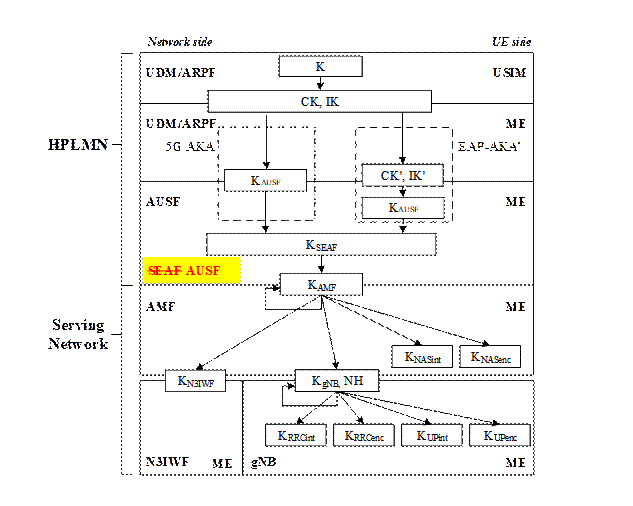 Network side UE side
UDM/ARPF K USIM
CK, IK
UDM/ARPF ME
5G AKA EAP-AKA'
HPLMN
KAUSF CK', IK'
AUSF KAUSF ME
KSEAF
SEAF AUSF
KAMF
AMF ME
Serving
Network
KNASint KNASenc
KN3IWF KgNB, NH
KRRCint KRRCenc KUPint KUPenc
N3IWF ME gNB ME